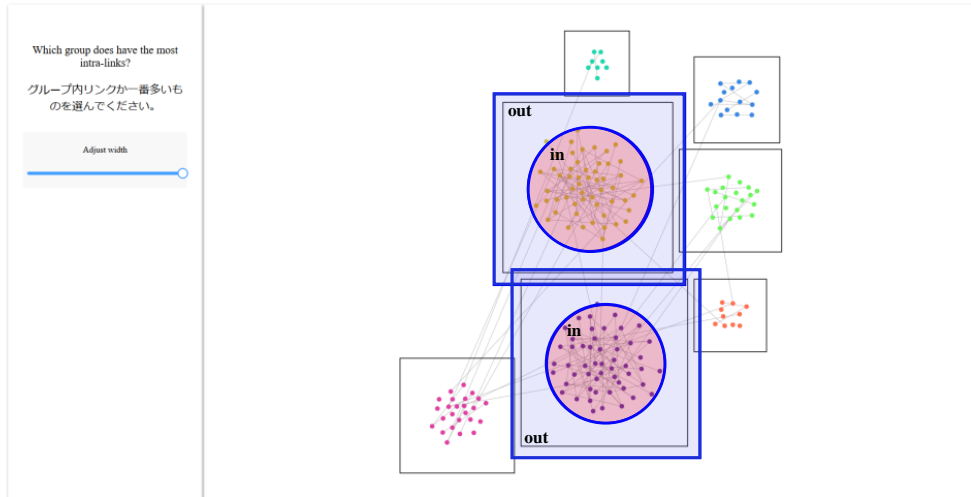 Which group does have the most
intra-links?
グループ内リンクか一番多いも
のを選んでください。
Adjust width
out
in
in
out